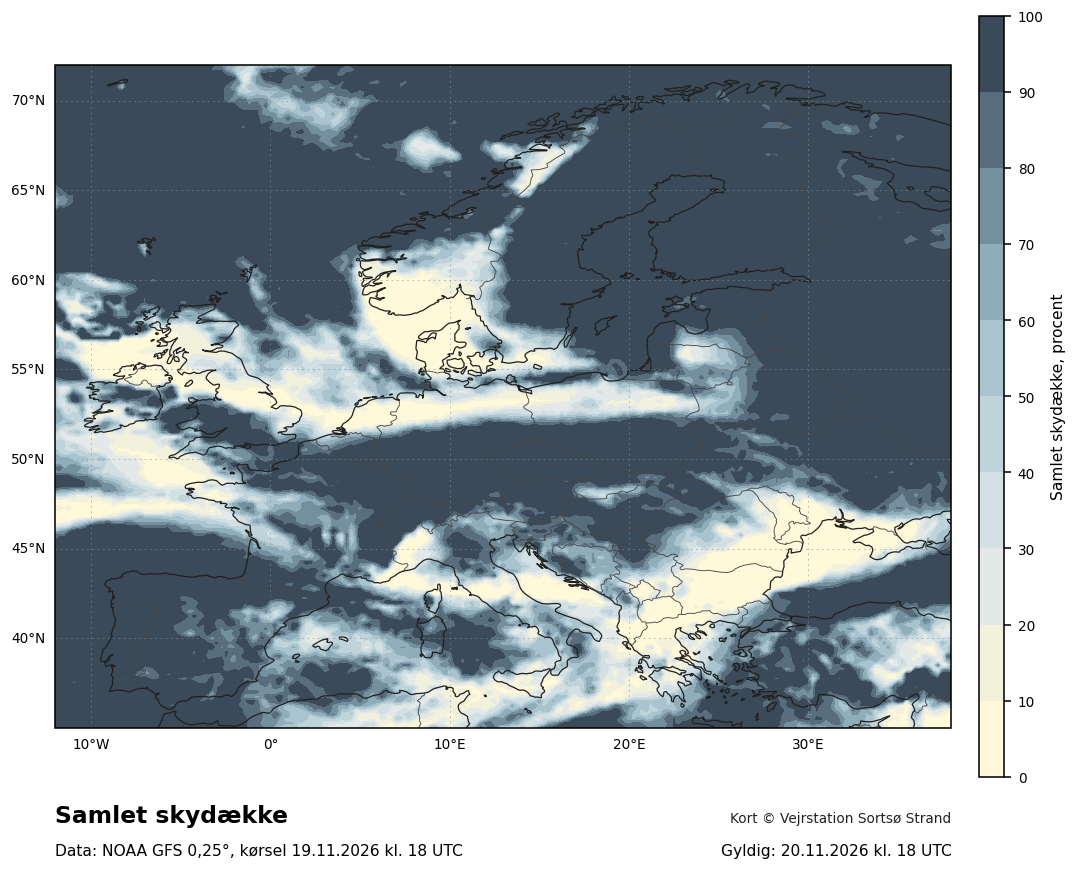 100
90
80
70
60
50
40
30
20
10
0
Samlet skydække, procent
70°N
65°N
60°N
55°N
50°N
45°N
40°N
10°W
0°
10°E
20°E
30°E
Samlet skydække
Kort © Vejrstation Sortsø Strand
Data: NOAA GFS 0,25°, kørsel 19.11.2026 kl. 18 UTC
Gyldig: 20.11.2026 kl. 18 UTC